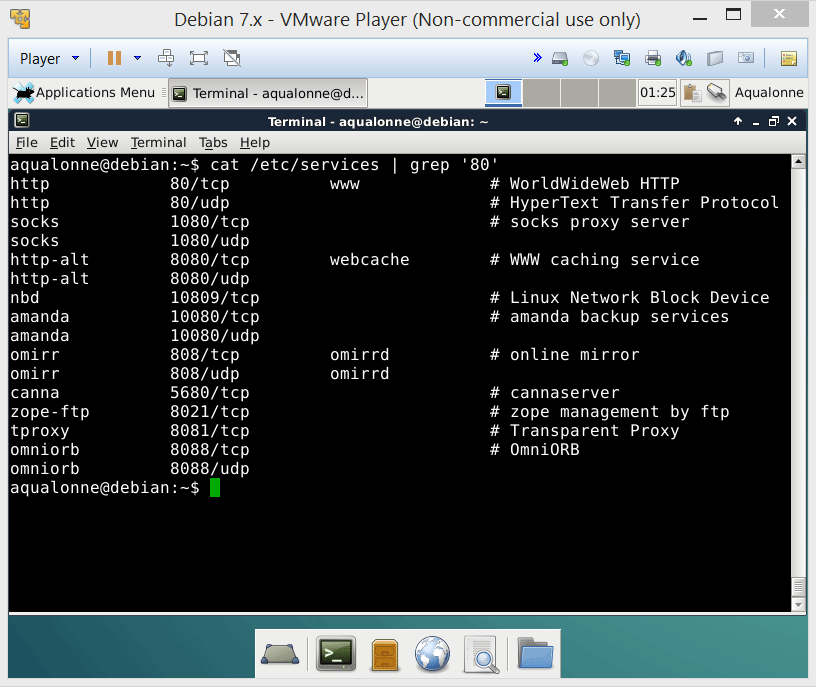 Debian 7.x - VMware Player (Non-commercial use only)
Player
Applications Menu Terminal - aqualonne@d... 01:25 Aqualonne
Terminal - aqualonne@debian: ~
File Edit View Terminal Tabs Help
aqualonne@debian:~$ cat /etc/services | grep '80'
http 80/tcp www # WorldWideWeb HTTP
http 80/udp # HyperText Transfer Protocol
socks 1080/tcp # socks proxy server
socks 1080/udp
http-alt 8080/tcp webcache # WWW caching service
http-alt 8080/udp
nbd 10809/tcp # Linux Network Block Device
amanda 10080/tcp # amanda backup services
amanda 10080/udp
omirr 808/tcp omirrd # online mirror
omirr 808/udp omirrd
canna 5680/tcp # cannaserver
zope-ftp 8021/tcp # zope management by ftp
tproxy 8081/tcp # Transparent Proxy
omniorb 8088/tcp # OmniORB
omniorb 8088/udp
aqualonne@debian:~$